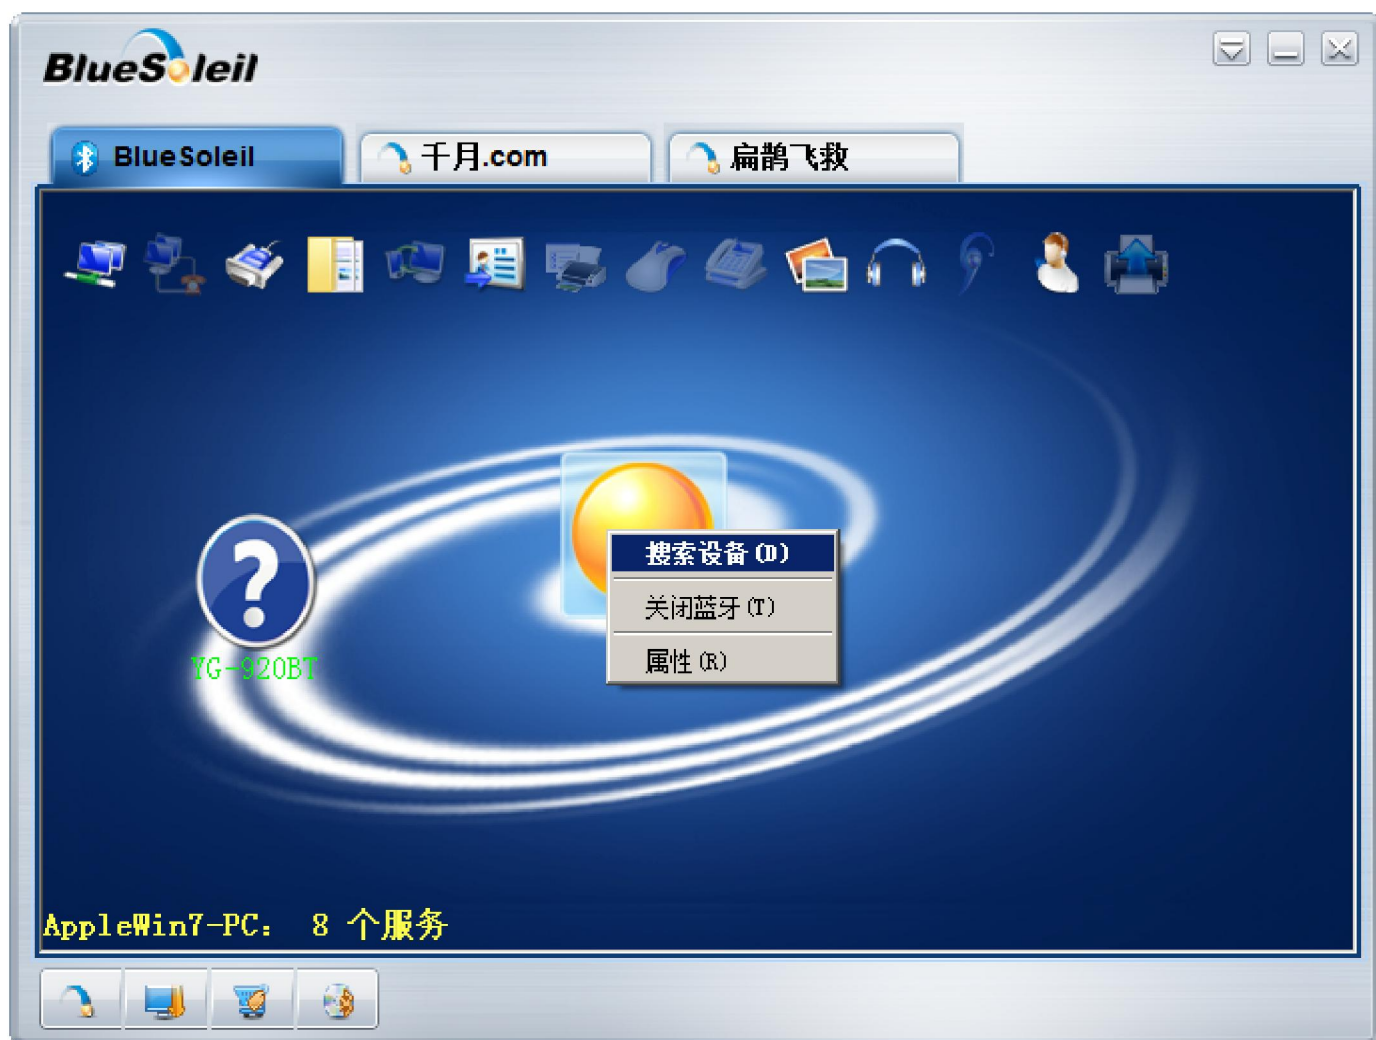 BlueSoleil
BlueSoleil
千月.com
扁鹊飞救
搜索设备(D)
关闭蓝牙(T)
属性(R)
YG-920BT
AppleWin7-PC: 8 个服务